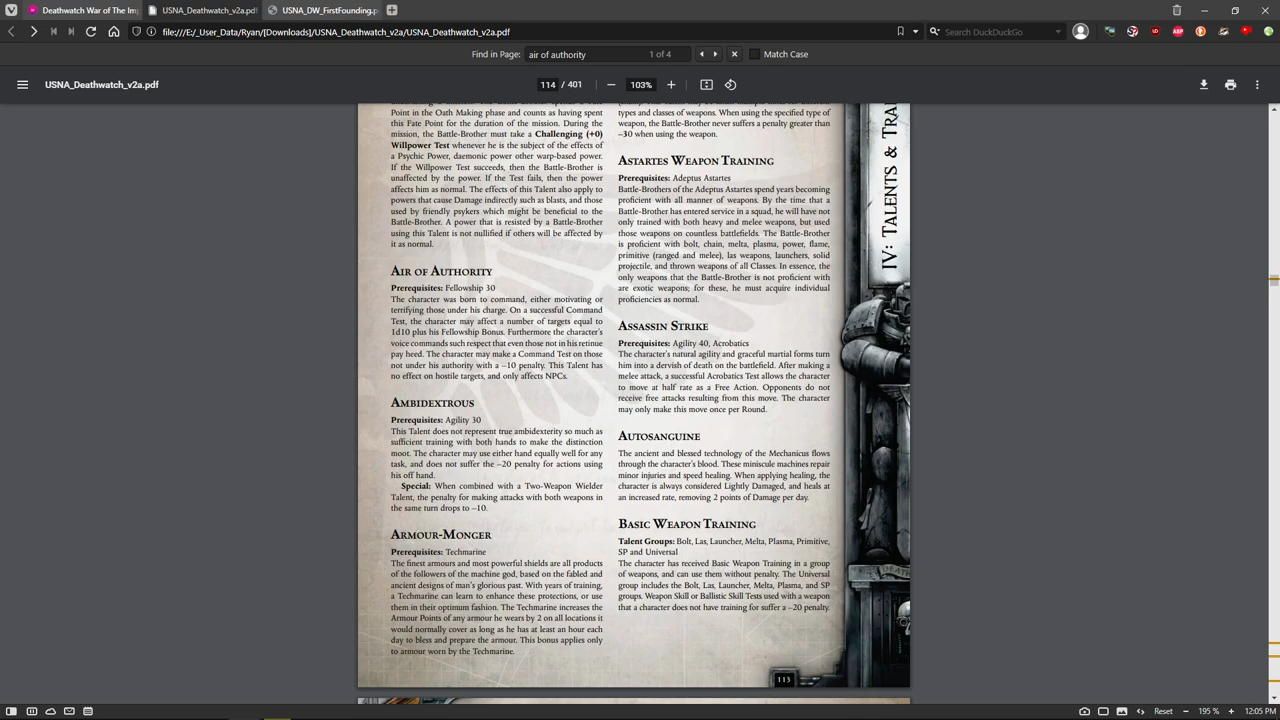 Deathwatch War of The Im
USNA_Deathwatch_v2a.pdf
USNA_DW_FirstFounding.p
file:///E:/_User_Data/Ryan/[Downloads]/USNA_Deathwatch_v2a/USNA_Deathwatch_v2a.pdf
Search DuckDuckGo
Find in Page:
air of authority
1 of 4
Match Case
USNA_Deathwatch_v2a.pdf
114 / 401
103%
Point in the Oath Making phase and counts as having spent
this Fate Point for the duration of the mission. During the
mission, the Battle-Brother must take a Challenging (+0)
Willpower Test whenever he is the subject of the effects of
a Psychic Power, daemonic power other warp-based power.
If the Willpower Test succeeds, then the Battle-Brother is
unaffected by the power. If the Test fails, then the power
affects him as normal. The effects of this Talent also apply to
powers that cause Damage indirectly such as blasts, and those
used by friendly psykers which might be beneficial to the
Battle-Brother. A power that is resisted by a Battle-Brother
using this Talent is not nullified if others will be affected by
it as normal.
Air of Authority
Prerequisites: Fellowship 30
The character was born to command, either motivating or
terrifying those under his charge. On a successful Command
Test, the character may affect a number of targets equal to
1d10 plus his Fellowship Bonus. Furthermore the character's
voice commands such respect that even those not in his retinue
pay heed. The character may make a Command Test on those
not under his authority with a –10 penalty. This Talent has
no effect on hostile targets, and only affects NPCs.
Ambidextrous
Prerequisites: Agility 30
This Talent does not represent true ambidexterity so much as
sufficient training with both hands to make the distinction
moot. The character may use either hand equally well for any
task, and does not suffer the –20 penalty for actions using
his off hand.
Special: When combined with a Two-Weapon Wielder
Talent, the penalty for making attacks with both weapons in
the same turn drops to –10.
Armour-Monger
Prerequisites: Techmarine
The finest armours and most powerful shields are all products
of the followers of the machine god, based on the fabled and
ancient designs of man's glorious past. With years of training,
a Techmarine can learn to enhance these protections, or use
them in their optimum fashion. The Techmarine increases the
Armour Points of any armour he wears by 2 on all locations it
would normally cover as long as he has at least an hour each
day to bless and prepare the armour. This bonus applies only
to armour worn by the Techmarine.
types and classes of weapons. When using the specified type of
weapon, the Battle-Brother never suffers a penalty greater than
–30 when using the weapon.
Astartes Weapon Training
Prerequisites: Adeptus Astartes
Battle-Brothers of the Adeptus Astartes spend years becoming
proficient with all manner of weapons. By the time that a
Battle-Brother has entered service in a squad, he will have not
only trained with both heavy and melee weapons, but used
those weapons on countless battlefields. The Battle-Brother
is proficient with bolt, chain, melta, plasma, power, flame,
primitive (ranged and melee), las weapons, launchers, solid
projectile, and thrown weapons of all Classes. In essence, the
only weapons that the Battle-Brother is not proficient with
are exotic weapons; for these, he must acquire individual
proficiencies as normal.
Assassin Strike
Prerequisites: Agility 40, Acrobatics
The character's natural agility and graceful martial forms turn
him into a dervish of death on the battlefield. After making a
melee attack, a successful Acrobatics Test allows the character
to move at half rate as a Free Action. Opponents do not
receive free attacks resulting from this move. The character
may only make this move once per Round.
Autosanguine
The ancient and blessed technology of the Mechanicus flows
through the character's blood. These miniscule machines repair
minor injuries and speed healing. When applying healing, the
character is always considered Lightly Damaged, and heals at
an increased rate, removing 2 points of Damage per day.
Basic Weapon Training
Talent Groups: Bolt, Las, Launcher, Melta, Plasma, Primitive,
SP and Universal
The character has received Basic Weapon Training in a group
of weapons, and can use them without penalty. The Universal
group includes the Bolt, Las, Launcher, Melta, Plasma, and SP
groups. Weapon Skill or Ballistic Skill Tests used with a weapon
that a character does not have training for suffer a –20 penalty.
IV: Talents & Tra
113
Reset
195 %
12:05 PM